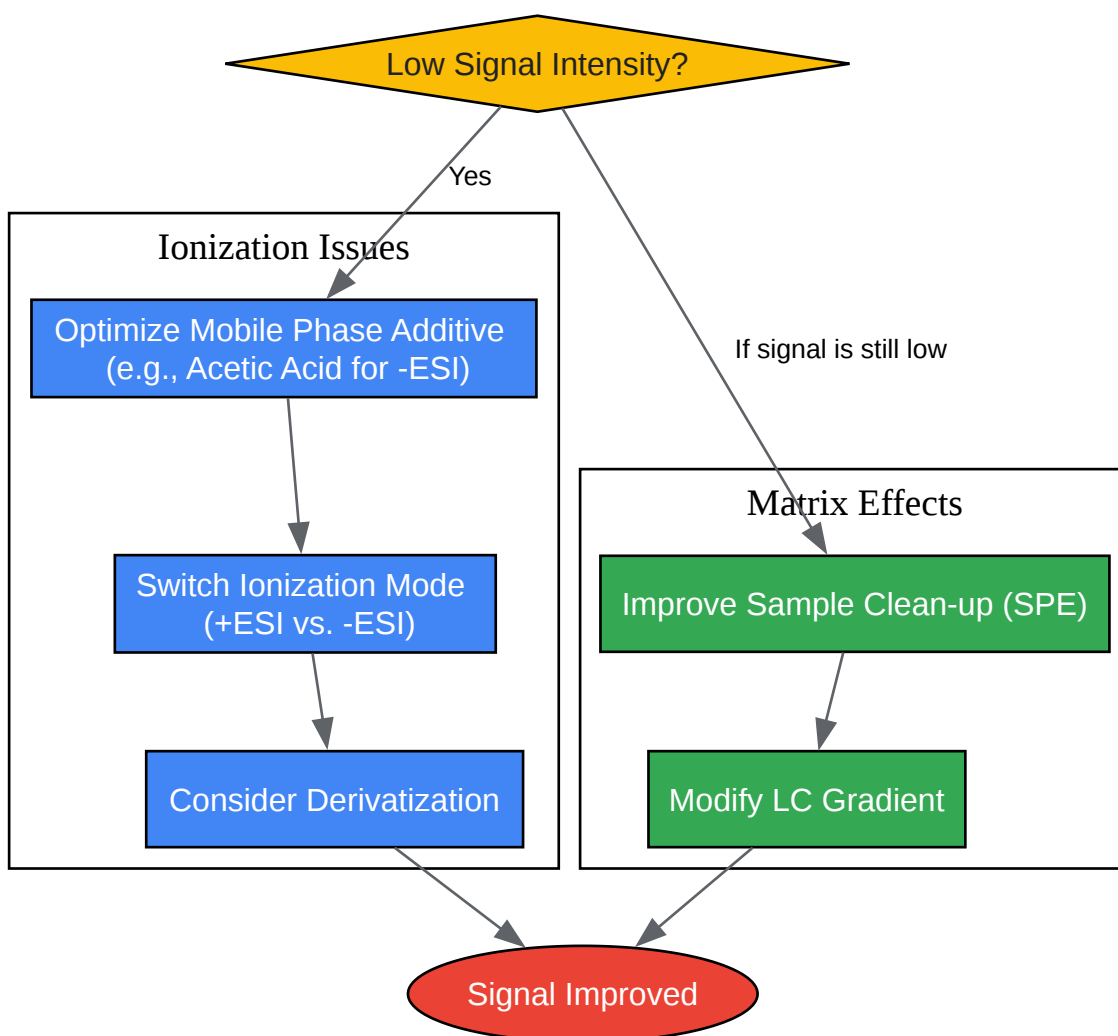 Low Signal Intensity?
Yes
Ionization Issues
Optimize Mobile Phase Additive
(e.g., Acetic Acid for -ESI)
If signal is still low
Switch Ionization Mode
(+ESI vs. -ESI)
Consider Derivatization
Matrix Effects
Improve Sample Clean-up (SPE)
Modify LC Gradient
Signal Improved